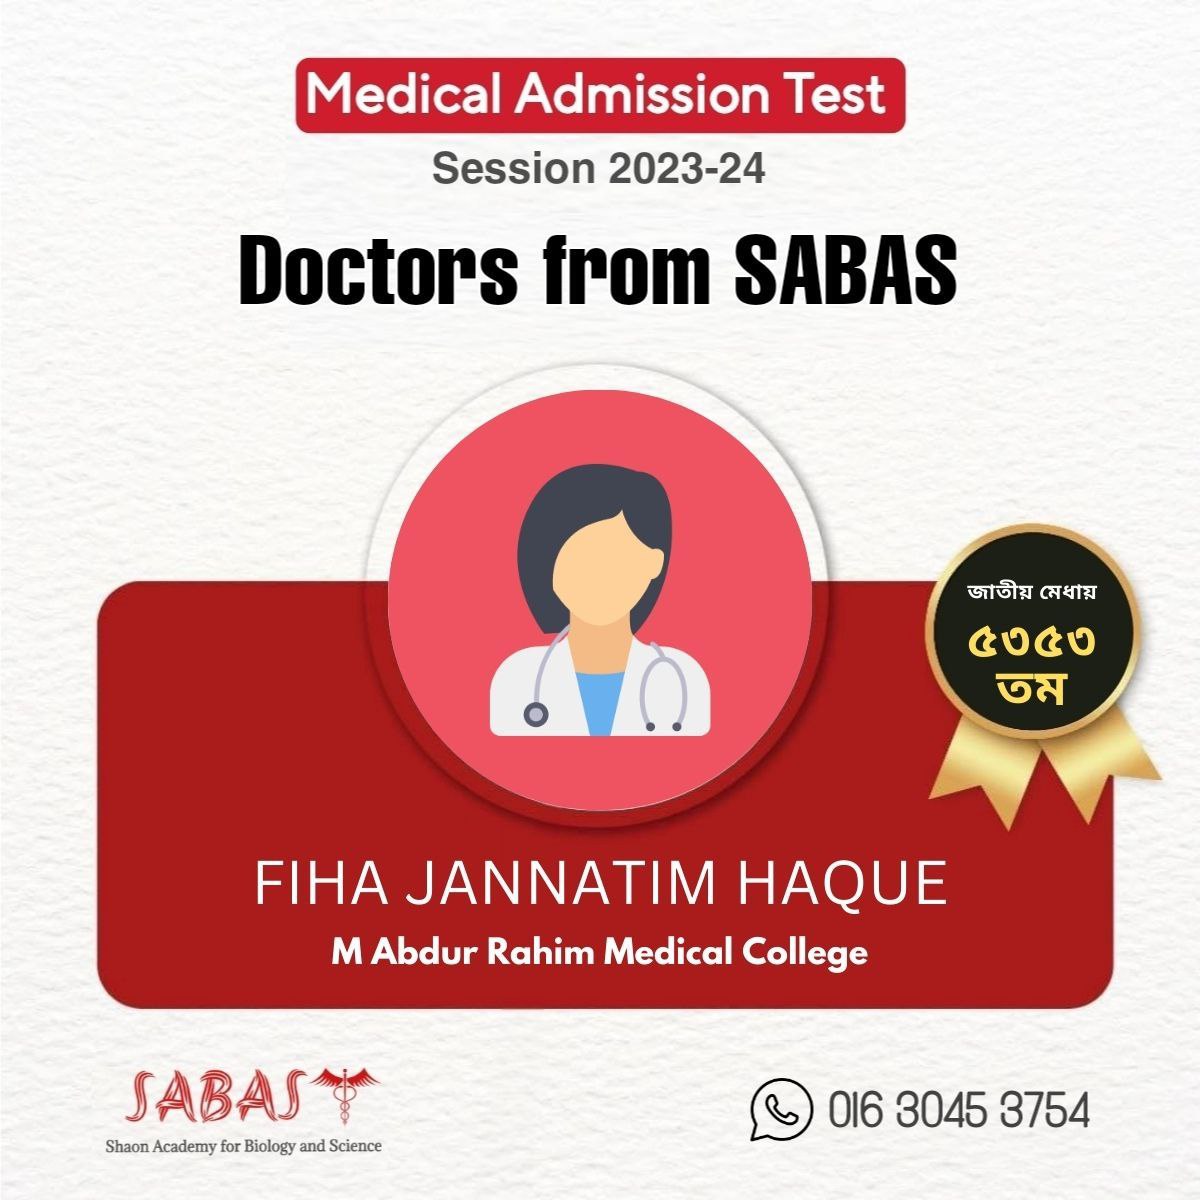 Medical Admission Test
Session 2023-24
Doctors from SABAS
জাতীয় মেধায়
৫৩৫৩
তম
FIHA JANNATIM HAQUE
M Abdur Rahim Medical College
SABAS
Shaon Academy for Biology and Science
016 3045 3754